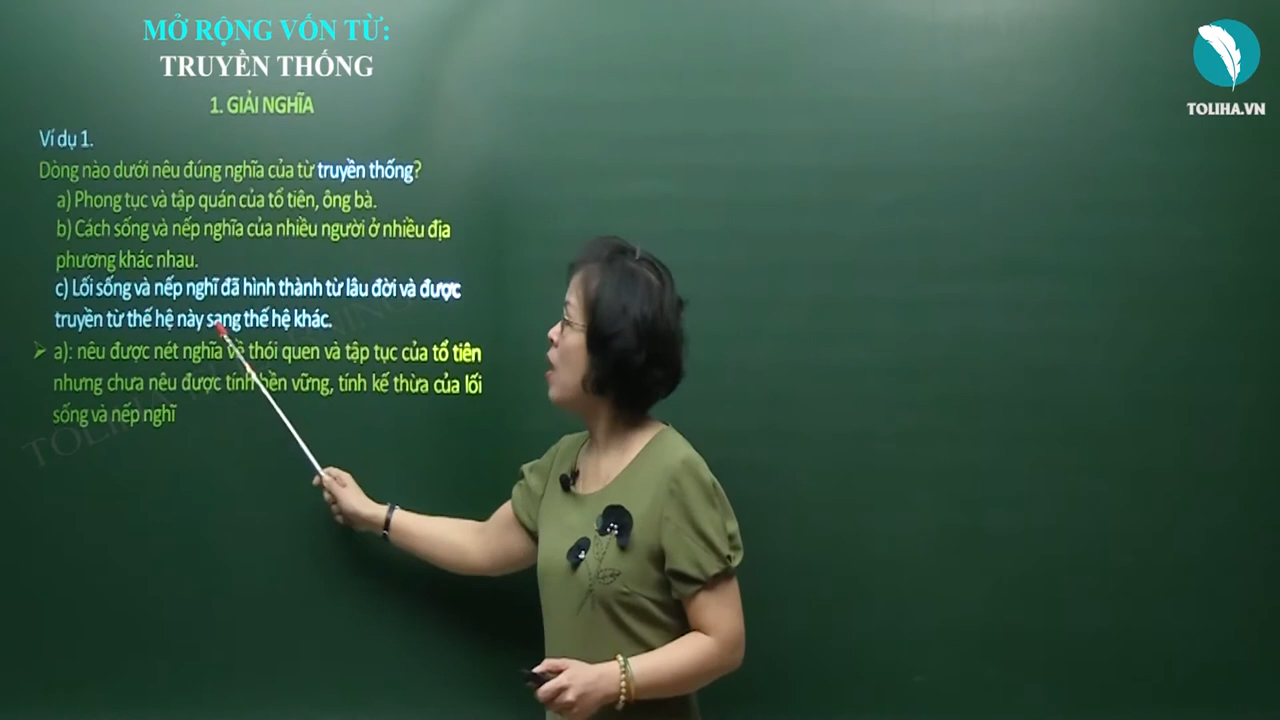 MỞ RỘNG VỐN TỪ:
TRUYỀN THỐNG
1. GIẢI NGHĨA
Ví dụ 1.
Dòng nào dưới nêu đúng nghĩa của từ truyền thống?
a) Phong tục và tập quán của tổ tiên, ông bà.
b) Cách sống và nếp nghĩa của nhiều người ở nhiều địa
phương khác nhau.
c) Lối sống và nếp nghĩ đã hình thành từ lâu đời và được
truyền từ thế hệ này sang thế hệ khác.
➤ a): nêu được nét nghĩa về thói quen và tập tục của tổ tiên
nhưng chưa nêu được tính bền vững, tính kế thừa của lối
sống và nếp nghĩ
TOLIHA.VN